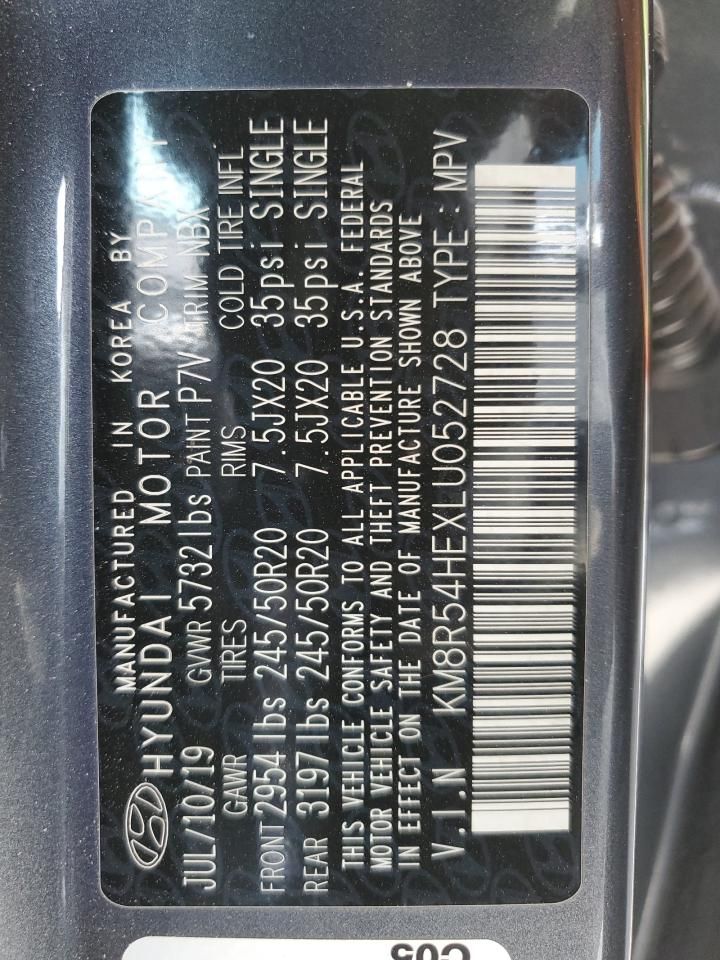 MANUFACTURED IN KOREA BY
HYUNDAI MOTOR COMPANY
JUL/10/19 GVWR 5732lbs PAINT P7V TRIM NBX
GAWR TIRES RIMS COLD TIRE INFL
FRONT 2954lbs 245/50R20 7.5JX20 35psi SINGLE
REAR 3197lbs 245/50R20 7.5JX20 35psi SINGLE
THIS VEHICLE CONFORMS TO ALL APPLICABLE U.S.A. FEDERAL
MOTOR VEHICLE SAFETY AND THEFT PREVENTION STANDARDS
IN EFFECT ON THE DATE OF MANUFACTURE SHOWN ABOVE
V.I.N KM8R54HEXLU052728 TYPE : MPV
C05